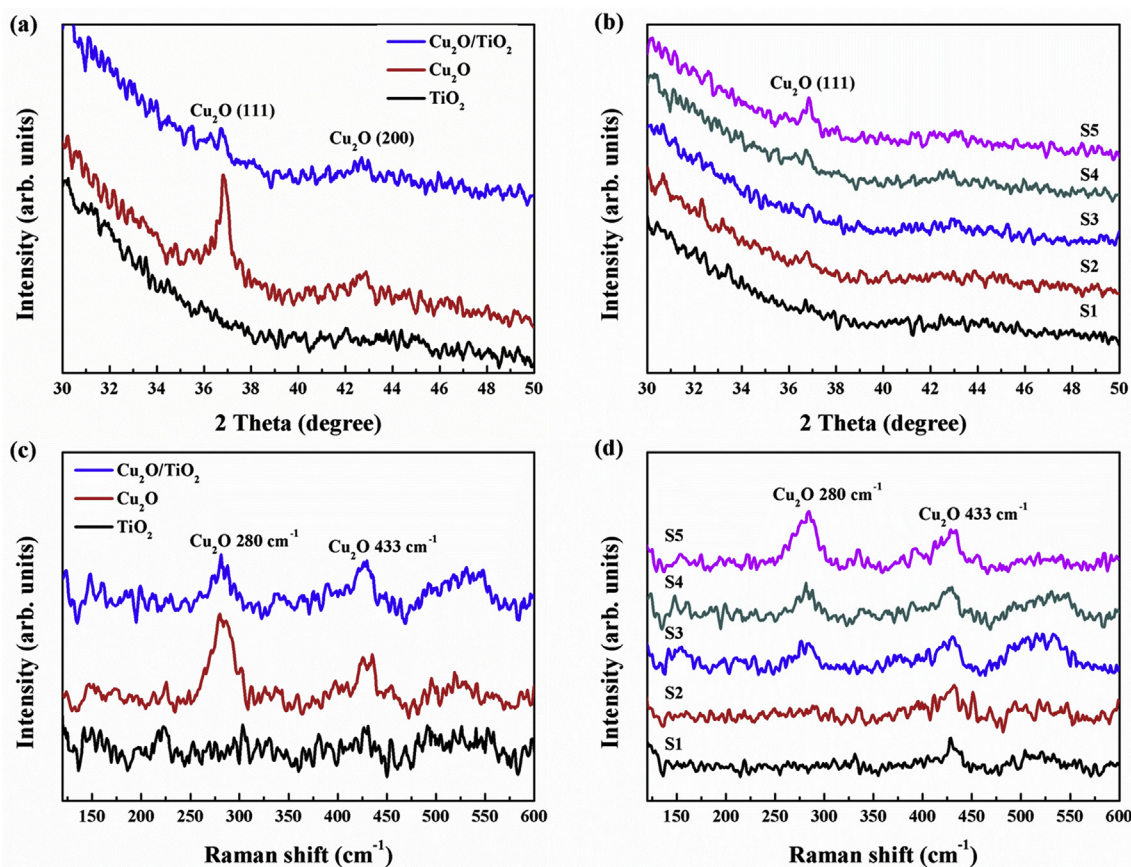 (a)
Cu₂O/TiO₂
Cu₂O
TiO₂
Cu₂O (111)
Cu₂O (200)
Intensity (arb. units)
30 32 34 36 38 40 42 44 46 48 50
2 Theta (degree)
(b)
Cu₂O (111)
S5
S4
S3
S2
S1
Intensity (arb. units)
30 32 34 36 38 40 42 44 46 48 50
2 Theta (degree)
(c)
Cu₂O/TiO₂
Cu₂O
TiO₂
Cu₂O 280 cm⁻¹
Cu₂O 433 cm⁻¹
Intensity (arb. units)
150 200 250 300 350 400 450 500 550 600
Raman shift (cm⁻¹)
(d)
Cu₂O 280 cm⁻¹
Cu₂O 433 cm⁻¹
S5
S4
S3
S2
S1
Intensity (arb. units)
150 200 250 300 350 400 450 500 550 600
Raman shift (cm⁻¹)